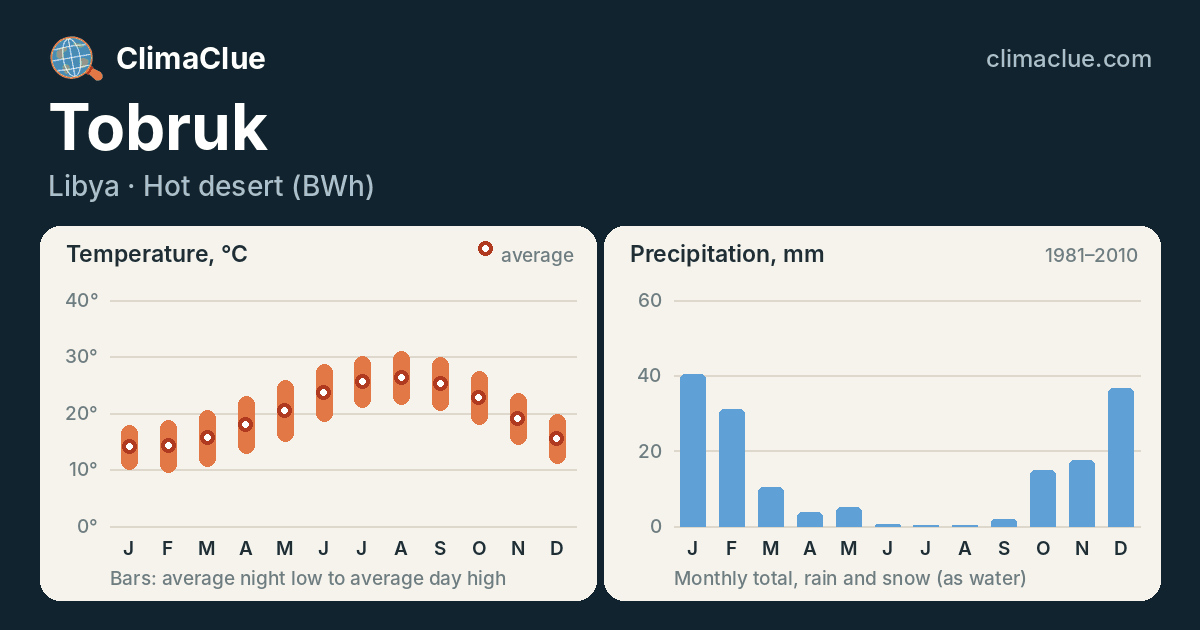 ClimaClue
climaclue.com
Tobruk
Libya · Hot desert (BWh)
Temperature, °C
average
40°
30°
20°
10°
0°
J F M A M J J A S O N D
Bars: average night low to average day high
Precipitation, mm
1981–2010
60
40
20
0
J F M A M J J A S O N D
Monthly total, rain and snow (as water)